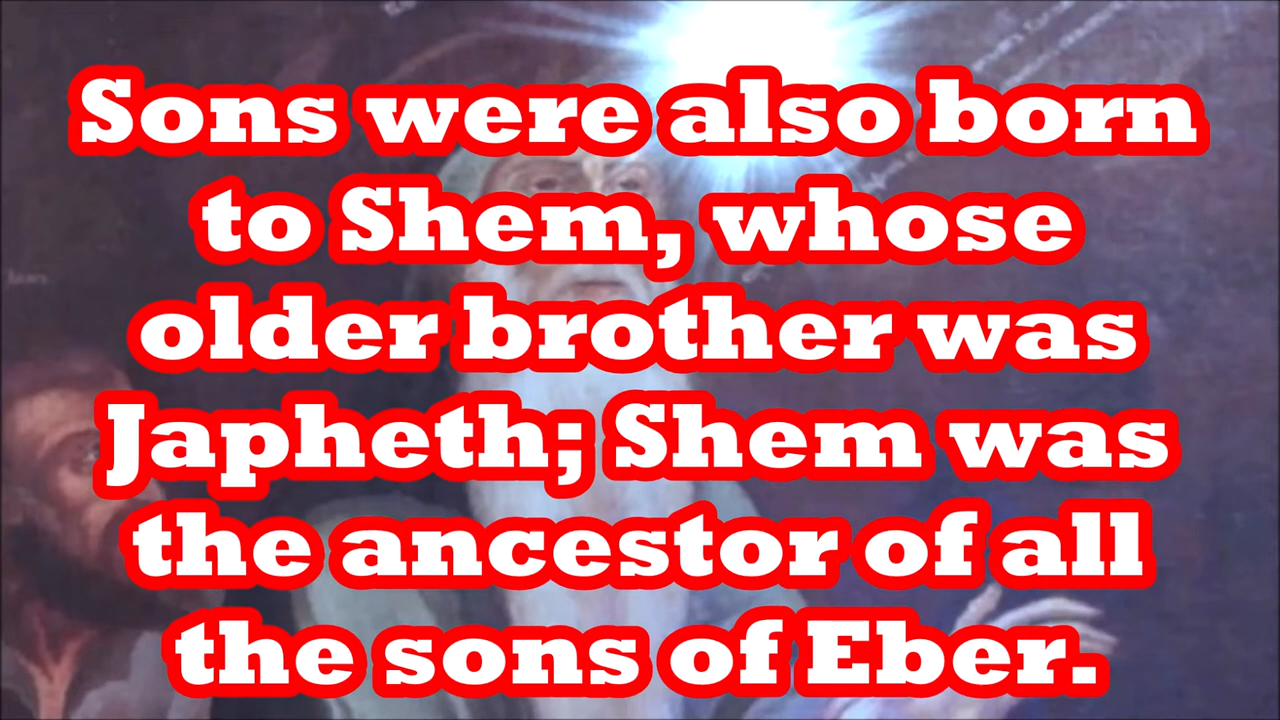 Sons were also born
to Shem, whose
older brother was
Japheth; Shem was
the ancestor of all
the sons of Eber.